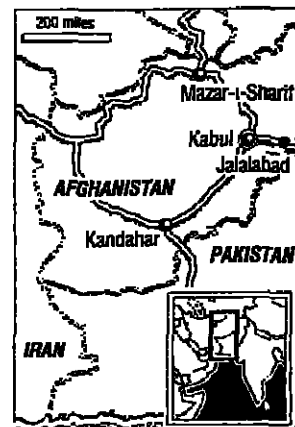 200 miles
Mazar-i-Sharif
Kabul
Jalalabad
AFGHANISTAN
Kandahar
PAKISTAN
IRAN